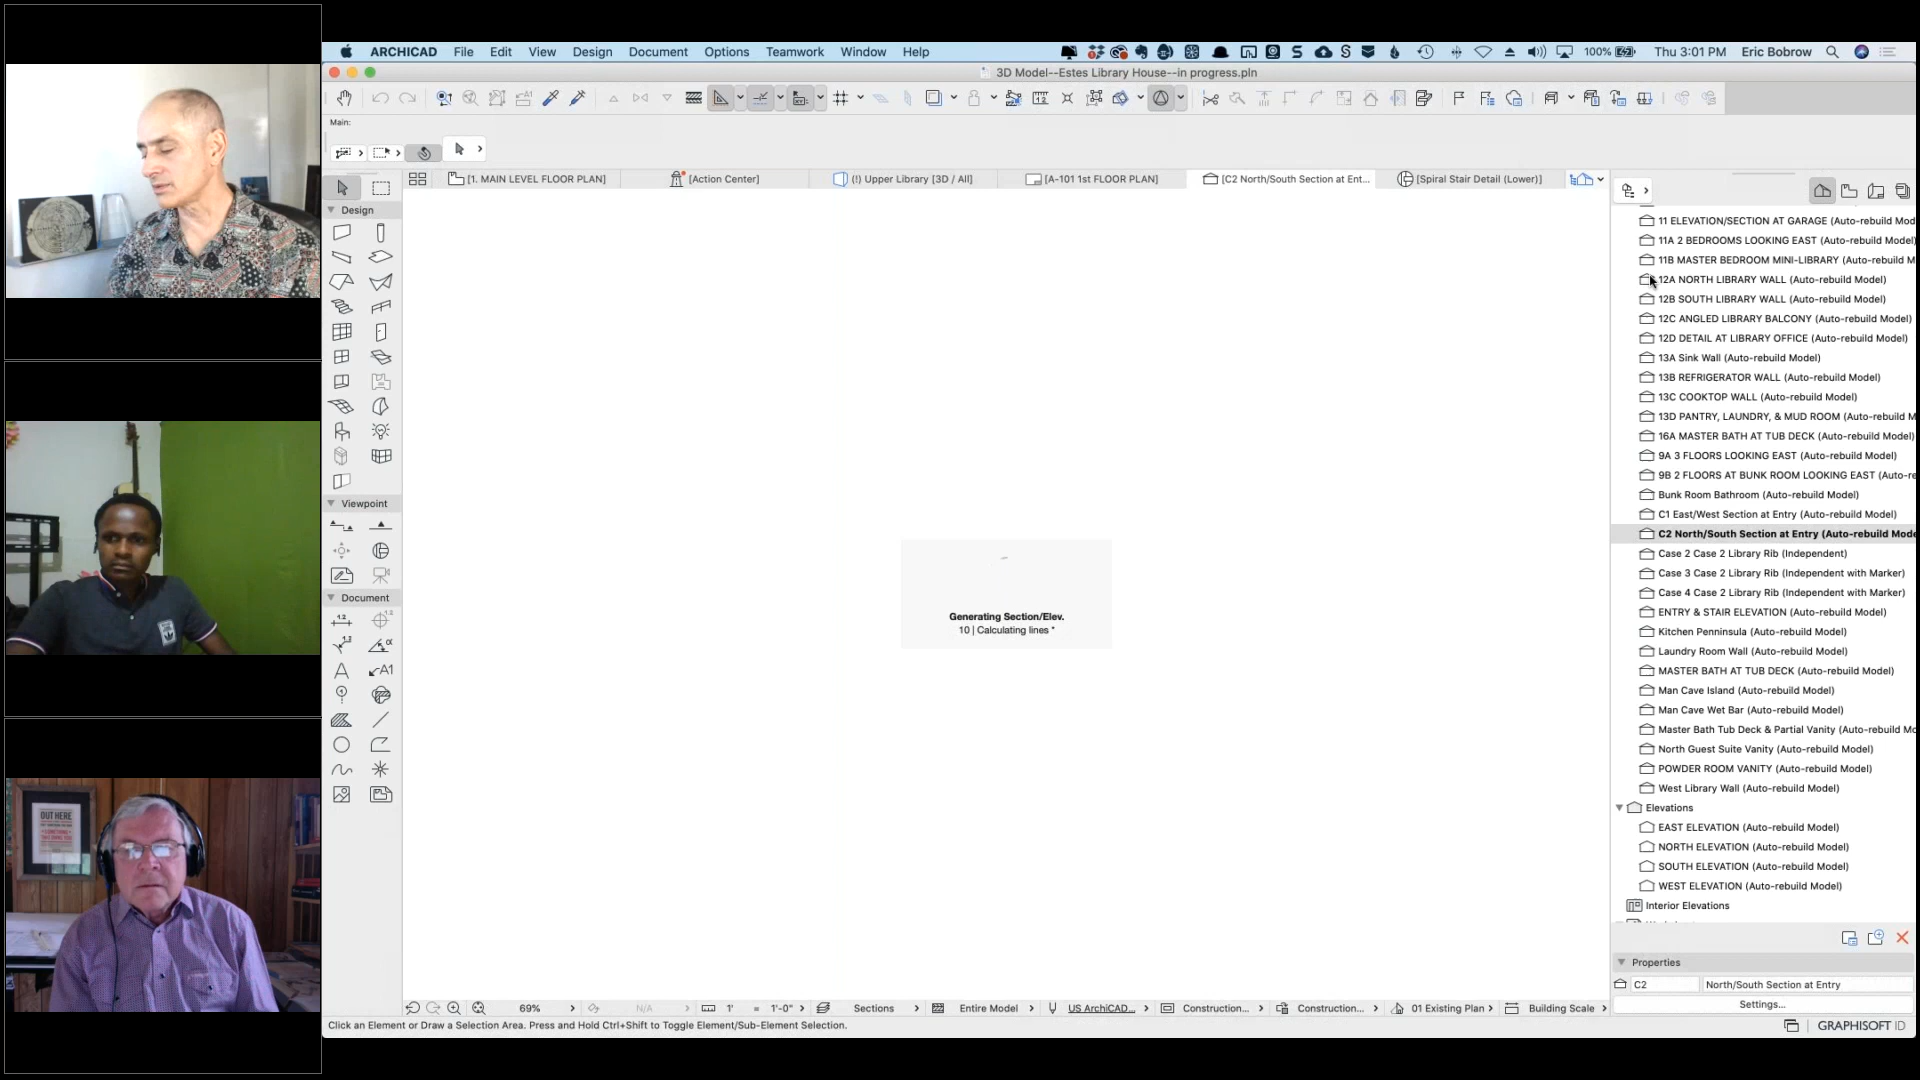 ARCHICAD File Edit View Design Document Options Teamwork Window Help 100% Thu 3:01 PM Eric Bobrow
3D Model--Estes Library House--in progress.pln
Main:
[1. MAIN LEVEL FLOOR PLAN] [Action Center] (!) Upper Library [3D / All] [A-101 1st FLOOR PLAN] [C2 North/South Section at Ent... [Spiral Stair Detail (Lower)]
Design
Viewpoint
Document
Generating Section/Elev.
10 | Calculating lines *
11 ELEVATION/SECTION AT GARAGE (Auto-rebuild Mod
11A 2 BEDROOMS LOOKING EAST (Auto-rebuild Model)
11B MASTER BEDROOM MINI-LIBRARY (Auto-rebuild M
12A NORTH LIBRARY WALL (Auto-rebuild Model)
12B SOUTH LIBRARY WALL (Auto-rebuild Model)
12C ANGLED LIBRARY BALCONY (Auto-rebuild Model)
12D DETAIL AT LIBRARY OFFICE (Auto-rebuild Model)
13A Sink Wall (Auto-rebuild Model)
13B REFRIGERATOR WALL (Auto-rebuild Model)
13C COOKTOP WALL (Auto-rebuild Model)
13D PANTRY, LAUNDRY, & MUD ROOM (Auto-rebuild M
16A MASTER BATH AT TUB DECK (Auto-rebuild Model)
9A 3 FLOORS LOOKING EAST (Auto-rebuild Model)
9B 2 FLOORS AT BUNK ROOM LOOKING EAST (Auto-re
Bunk Room Bathroom (Auto-rebuild Model)
C1 East/West Section at Entry (Auto-rebuild Model)
C2 North/South Section at Entry (Auto-rebuild Mode
Case 2 Case 2 Library Rib (Independent)
Case 3 Case 2 Library Rib (Independent with Marker)
Case 4 Case 2 Library Rib (Independent with Marker)
ENTRY & STAIR ELEVATION (Auto-rebuild Model)
Kitchen Penninsula (Auto-rebuild Model)
Laundry Room Wall (Auto-rebuild Model)
MASTER BATH AT TUB DECK (Auto-rebuild Model)
Man Cave Island (Auto-rebuild Model)
Man Cave Wet Bar (Auto-rebuild Model)
Master Bath Tub Deck & Partial Vanity (Auto-rebuild Mo
North Guest Suite Vanity (Auto-rebuild Model)
POWDER ROOM VANITY (Auto-rebuild Model)
West Library Wall (Auto-rebuild Model)
Elevations
EAST ELEVATION (Auto-rebuild Model)
NORTH ELEVATION (Auto-rebuild Model)
SOUTH ELEVATION (Auto-rebuild Model)
WEST ELEVATION (Auto-rebuild Model)
Interior Elevations
Properties
C2 North/South Section at Entry
Settings...
69% N/A 1' = 1'-0" Sections Entire Model US ArchiCAD... Construction... Construction... 01 Existing Plan Building Scale
Click an Element or Draw a Selection Area. Press and Hold Ctrl+Shift to Toggle Element/Sub-Element Selection.
GRAPHISOFT ID
OUT HERE